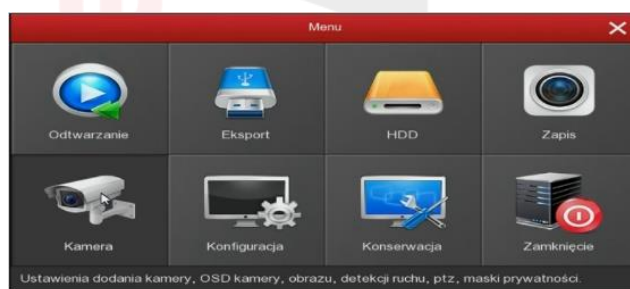 Menu
Odtwarzanie
Eksport
HDD
Zapis
Kamera
Konfiguracja
Konserwacja
Zamknięcie
Ustawienia dodania kamery, OSD kamery, obrazu, detekcji ruchu, ptz, maski prywatności.